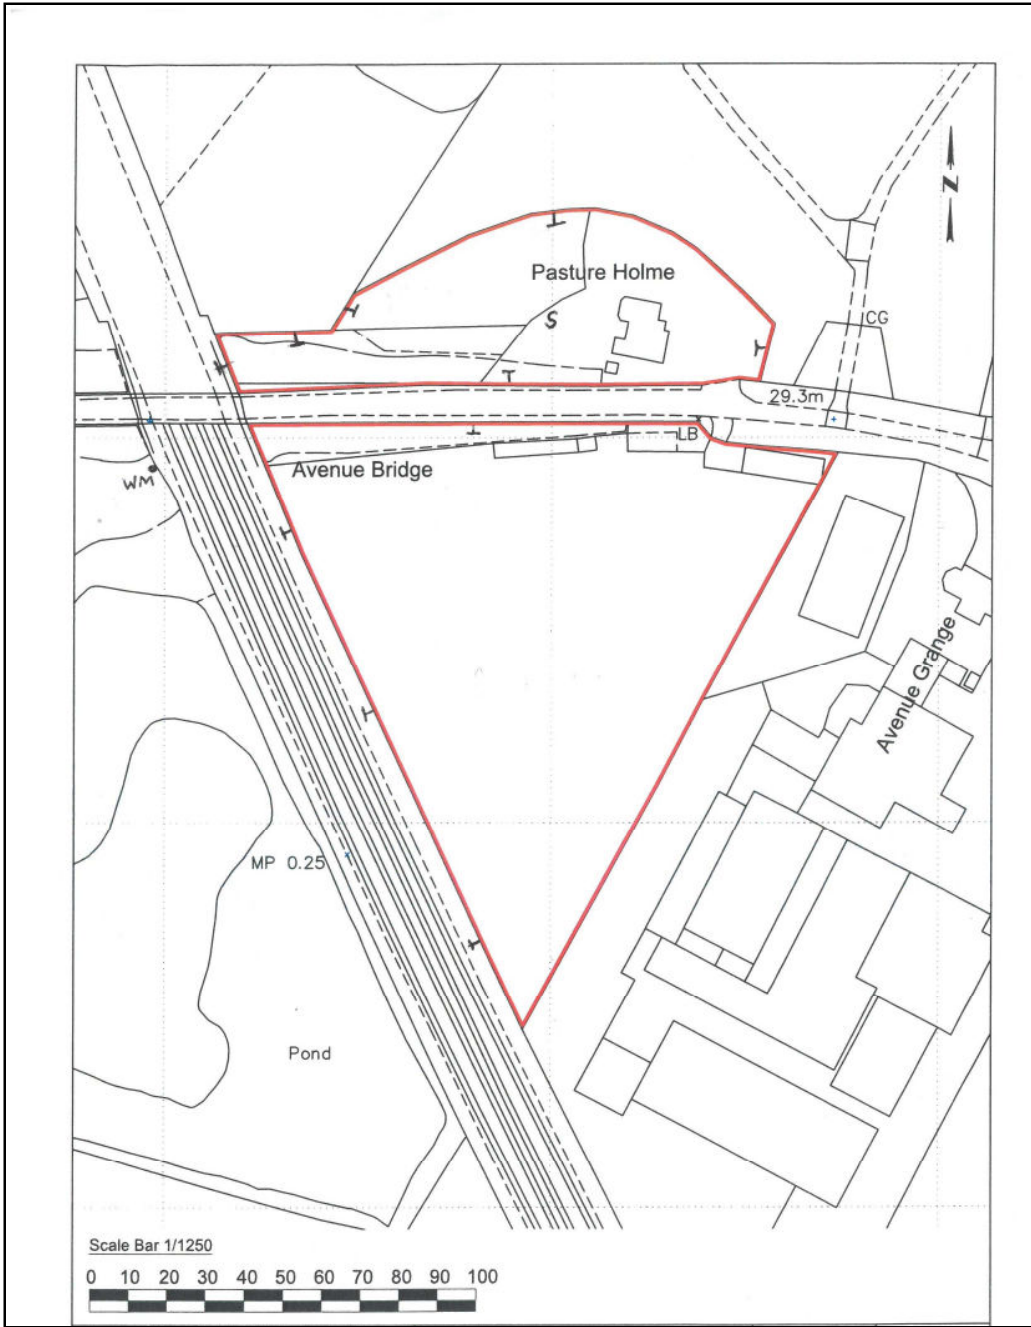 N
Pasture Holme
S
CG
29.3m
LB
Avenue Bridge
WM
Avenue Grange
MP 0.25
Pond
Scale Bar 1/1250
0 10 20 30 40 50 60 70 80 90 100